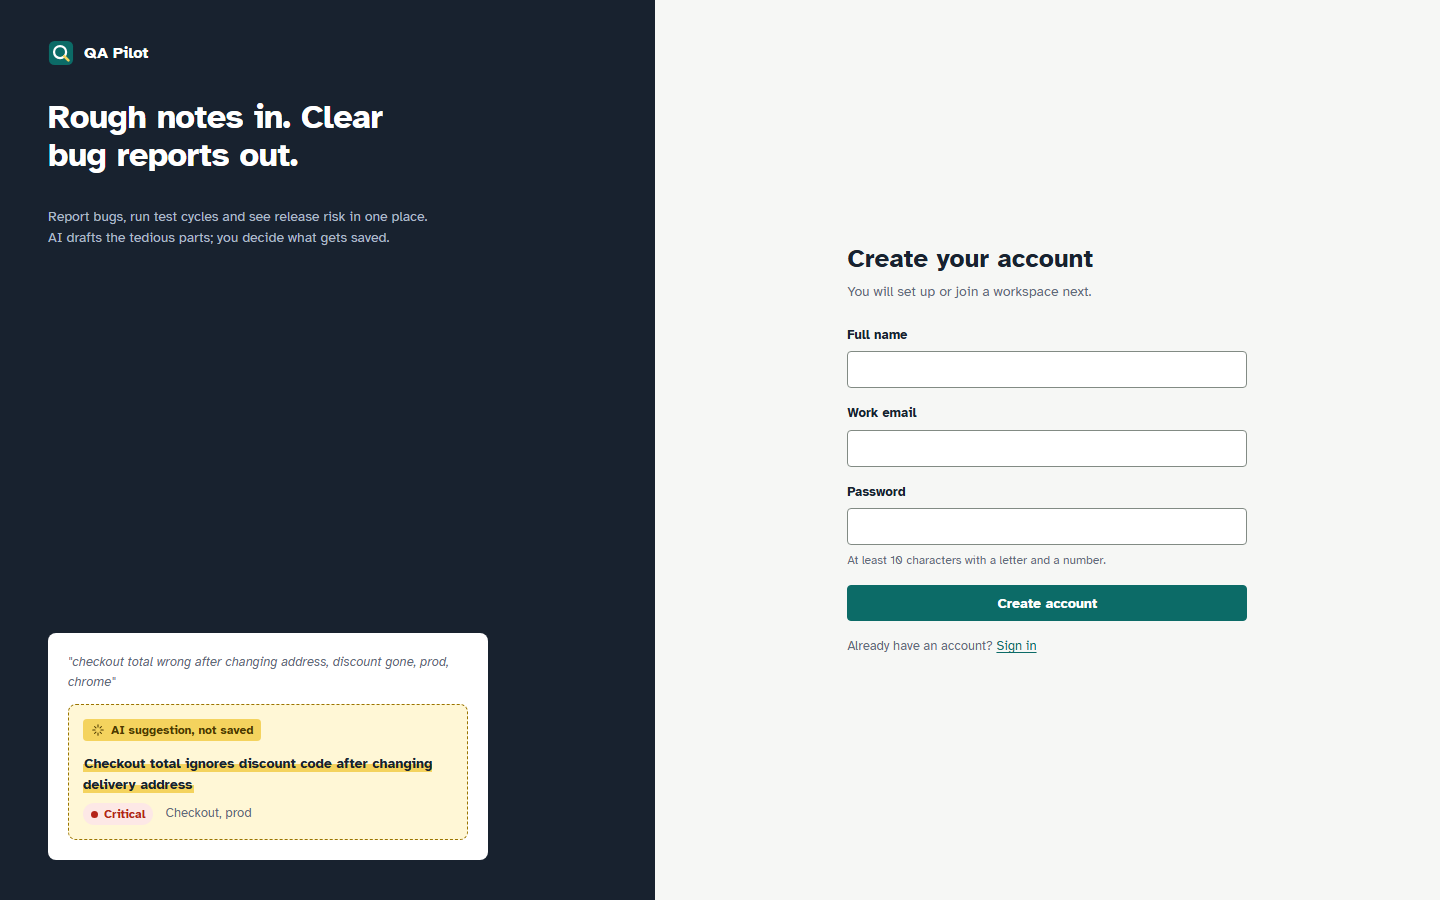 QA Pilot
Rough notes in. Clear
bug reports out.
Report bugs, run test cycles and see release risk in one place.
AI drafts the tedious parts; you decide what gets saved.
"checkout total wrong after changing address, discount gone, prod,
chrome"
AI suggestion, not saved
Checkout total ignores discount code after changing
delivery address
Critical
Checkout, prod
Create your account
You will set up or join a workspace next.
Full name
Work email
Password
At least 10 characters with a letter and a number.
Create account
Already have an account? Sign in